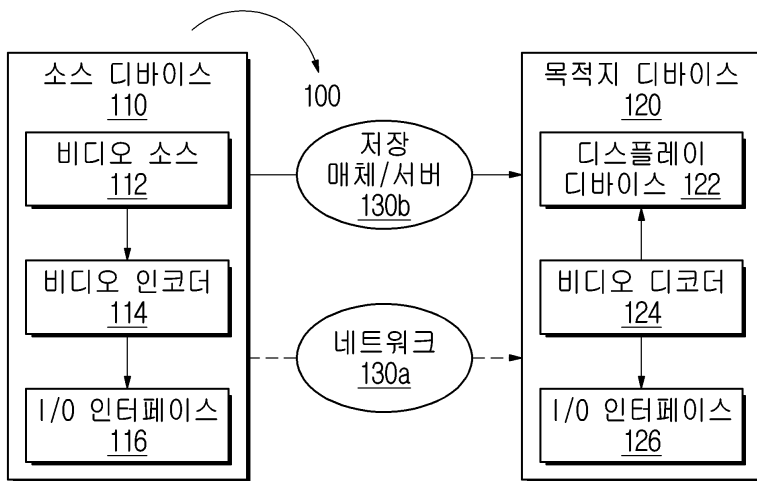 소스 디바이스
110
비디오 소스
112
비디오 인코더
114
I/O 인터페이스
116
100
저장
매체/서버
130b
네트워크
130a
목적지 디바이스
120
디스플레이
디바이스 122
비디오 디코더
124
I/O 인터페이스
126